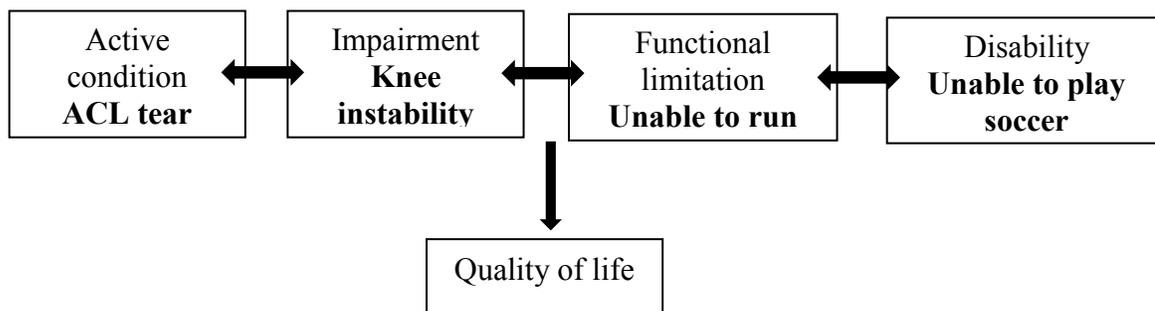 Active
condition
ACL tear
Impairment
Knee
instability
Functional
limitation
Unable to run
Disability
Unable to play
soccer
Quality of life